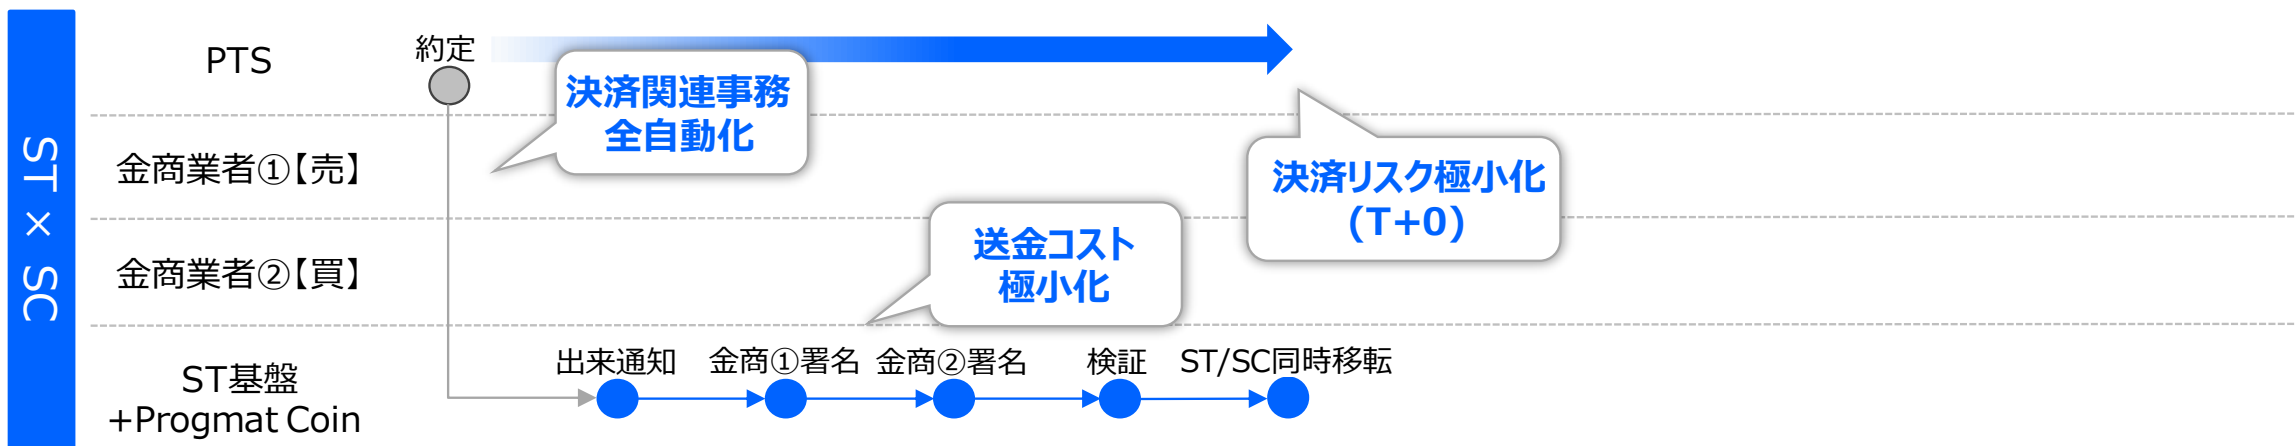 ST × SC
PTS
約定
決済関連事務
全自動化
金商業者①【売】
決済リスク極小化
(T+0)
金商業者②【買】
送金コスト
極小化
ST基盤
+Progmat Coin
出来通知
金商①署名
金商②署名
検証
ST/SC同時移転